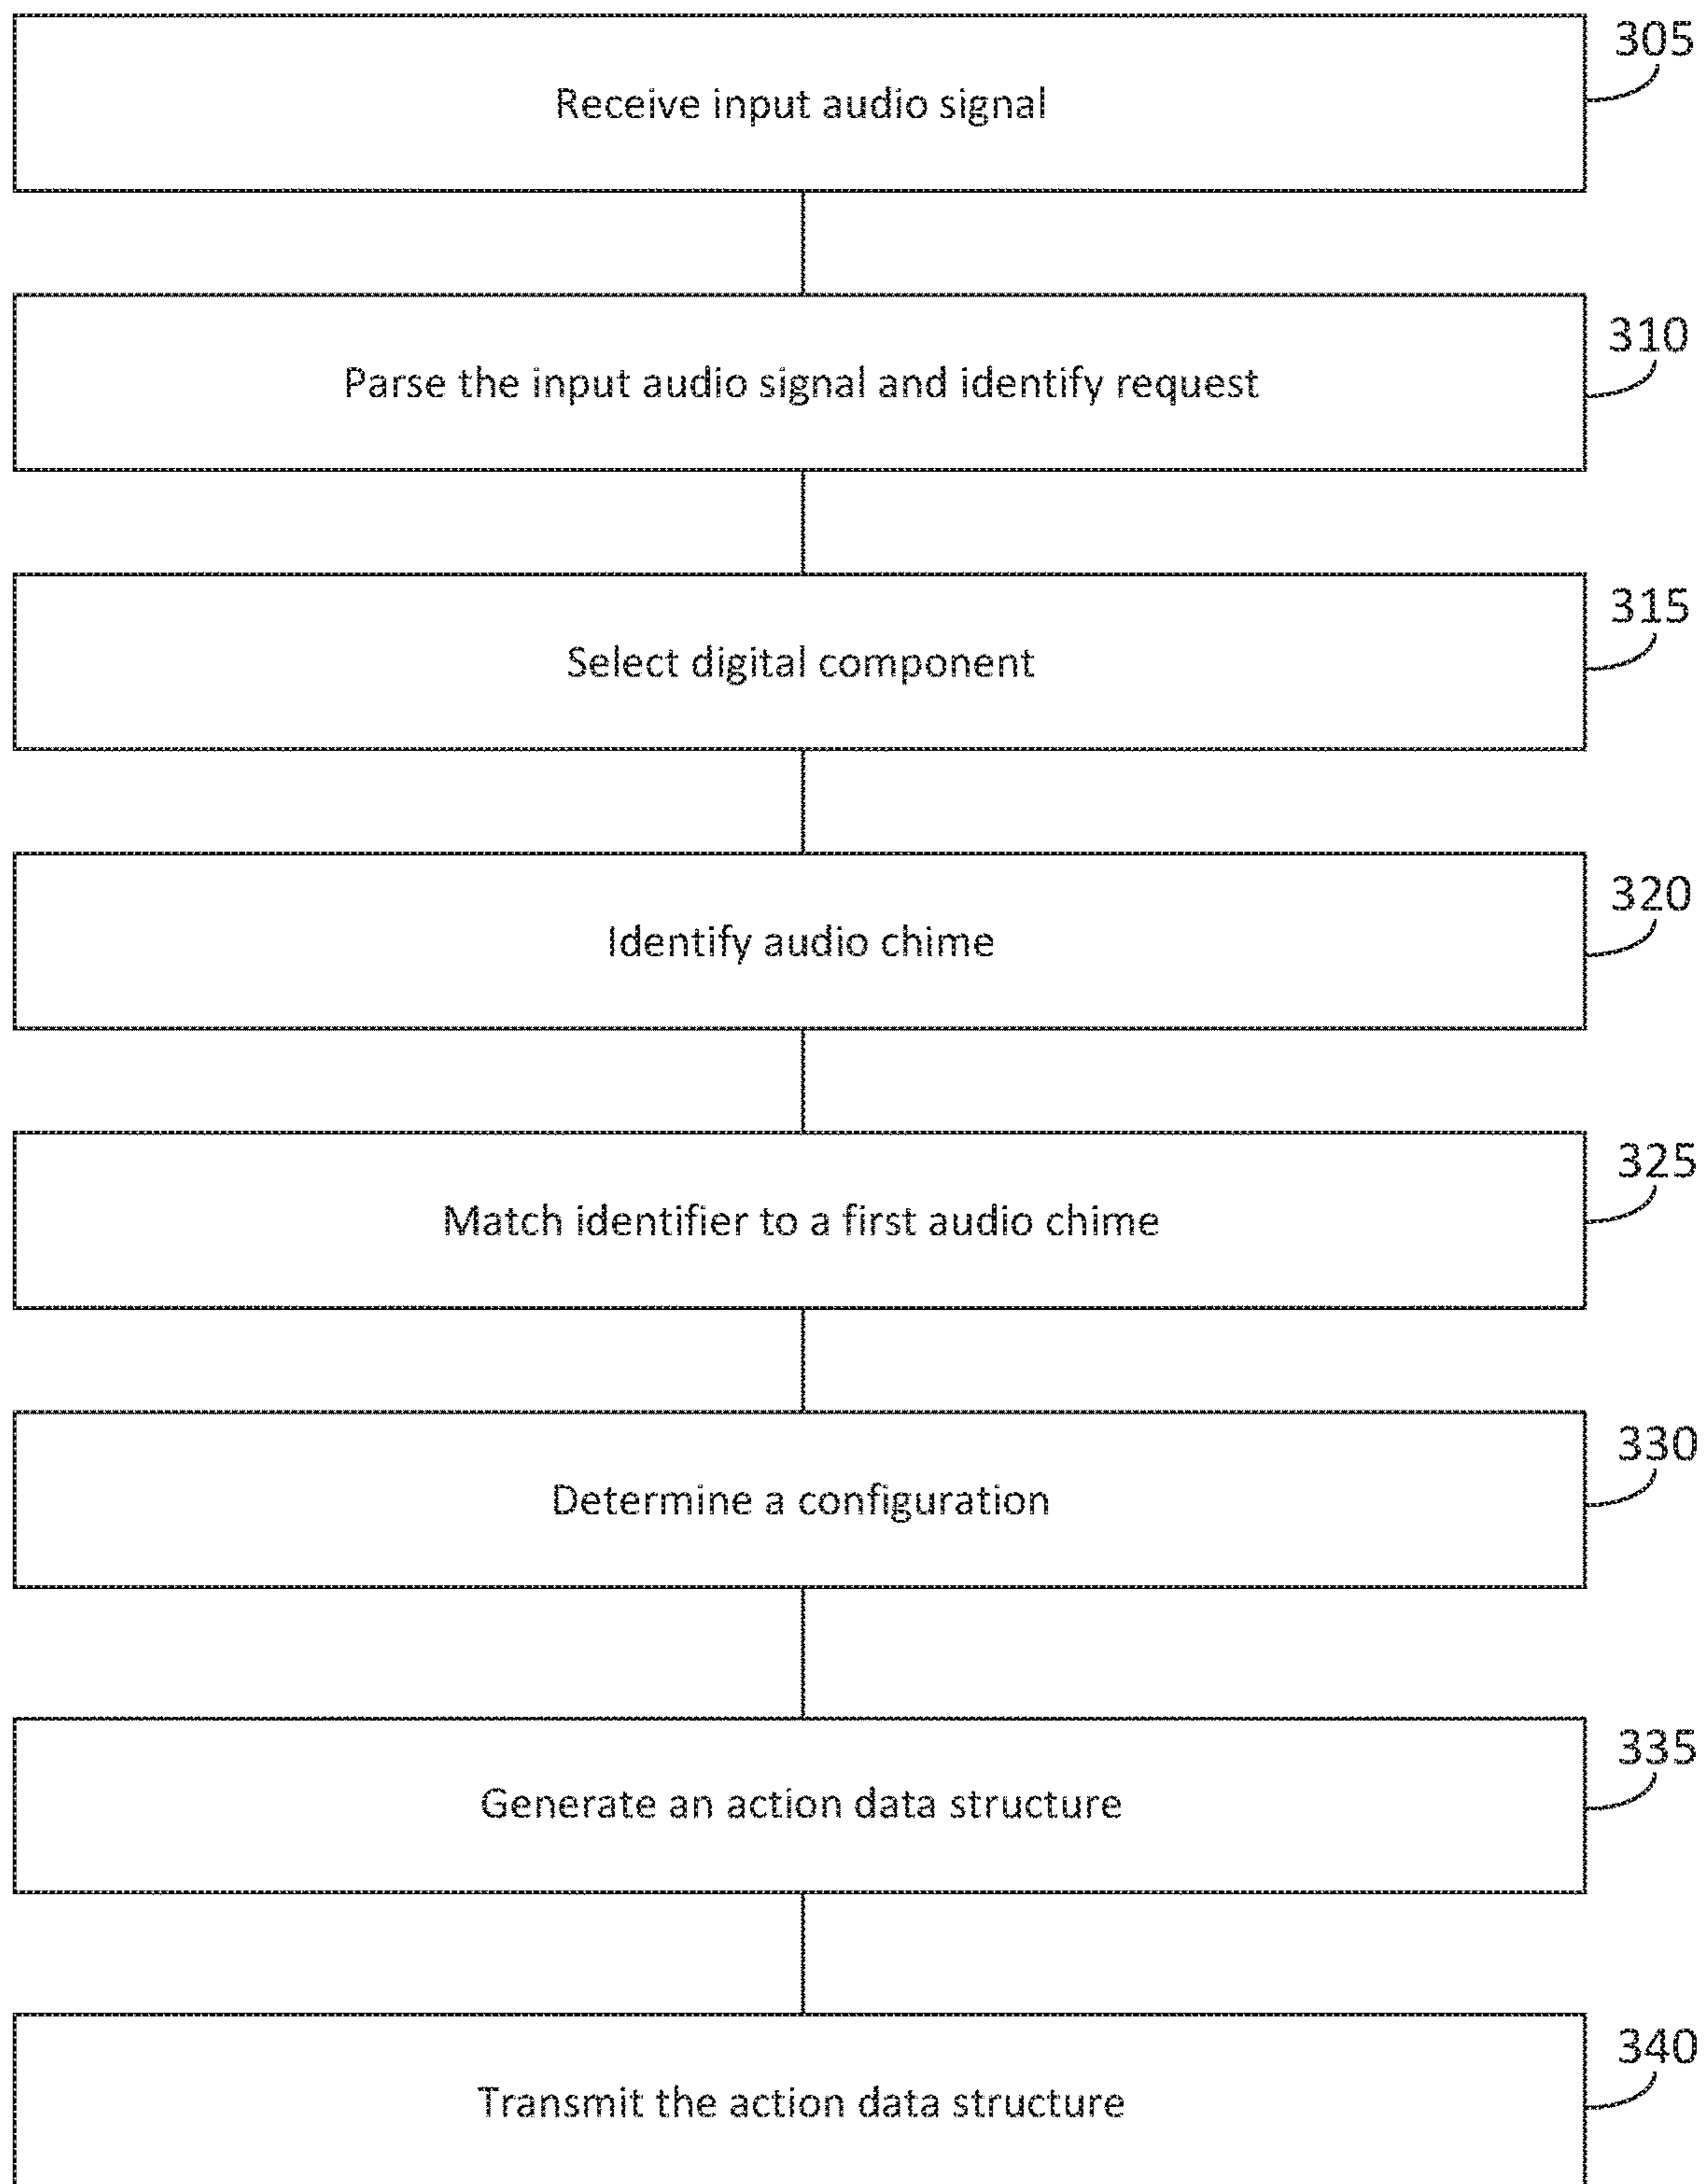 305
Receive input audio signal
310
Parse the input audio signal and identify request
315
Select digital component
320
Identify audio chime
325
Match identifier to a first audio chime
330
Determine a configuration
335
Generate an action data structure
340
Transmit the action data structure